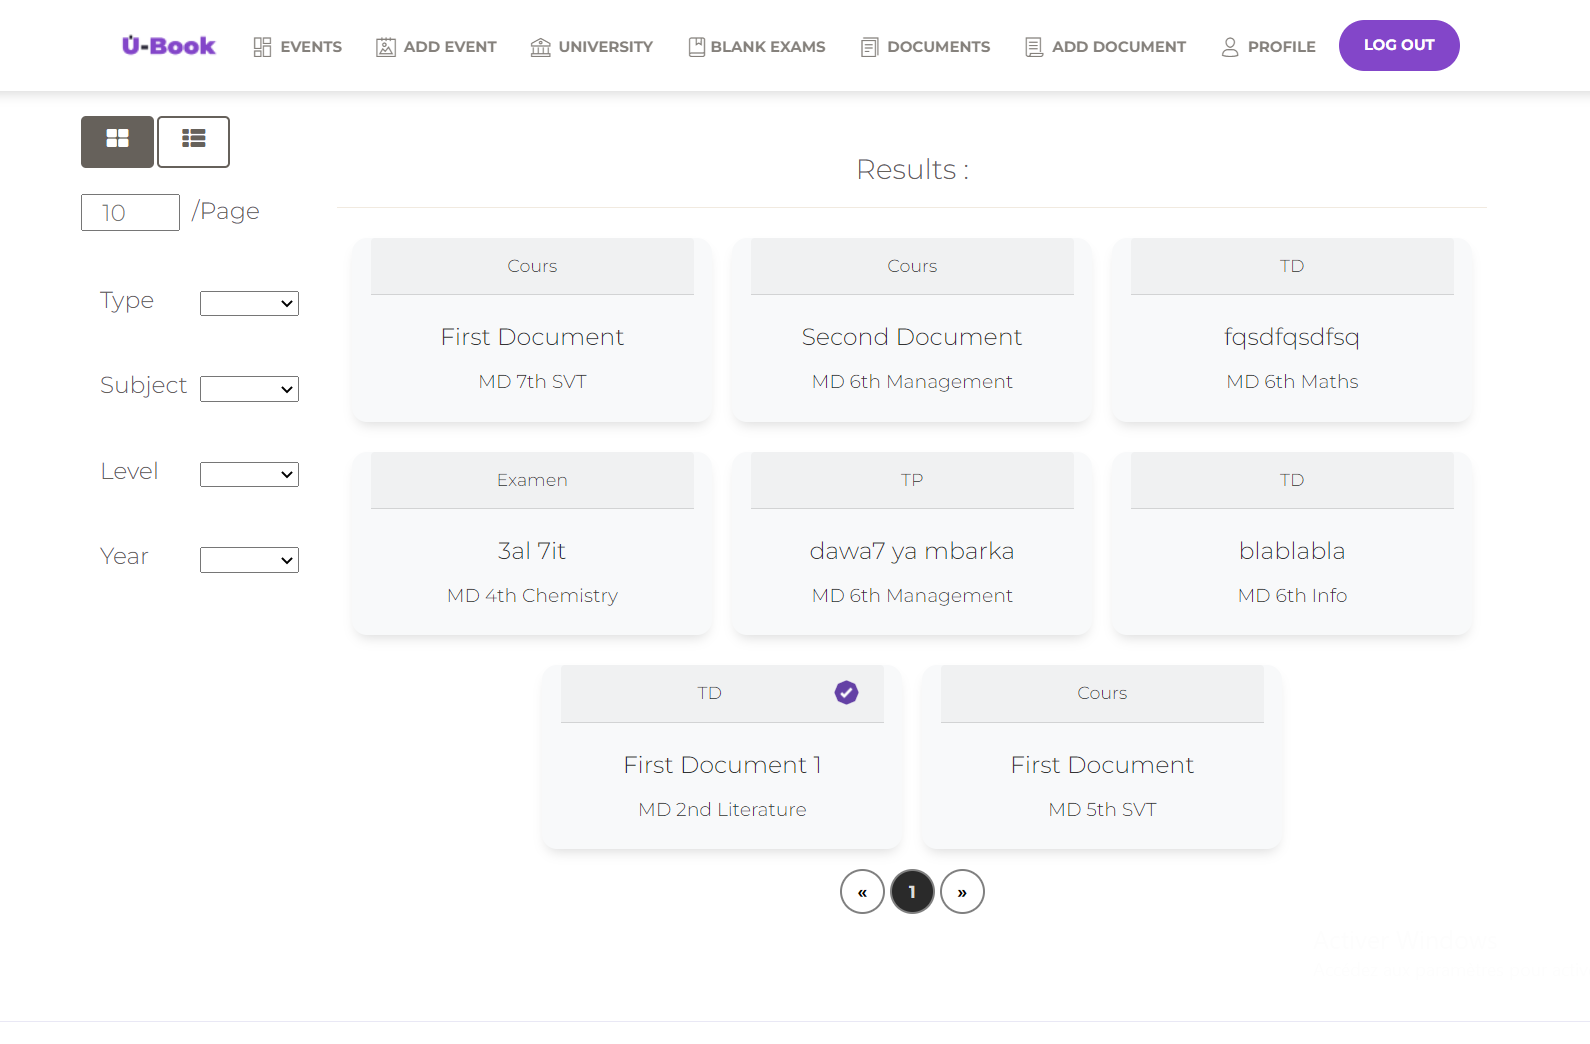 U-Book EVENTS ADD EVENT UNIVERSITY BLANK EXAMS DOCUMENTS ADD DOCUMENT PROFILE LOG OUT
10 /Page
Type
Subject
Level
Year
Results :
Cours
First Document
MD 7th SVT
Cours
Second Document
MD 6th Management
TD
fqsdfqsdfsq
MD 6th Maths
Examen
3al 7it
MD 4th Chemistry
TP
dawa7 ya mbarka
MD 6th Management
TD
blablabla
MD 6th Info
TD
First Document 1
MD 2nd Literature
Cours
First Document
MD 5th SVT
« 1 »